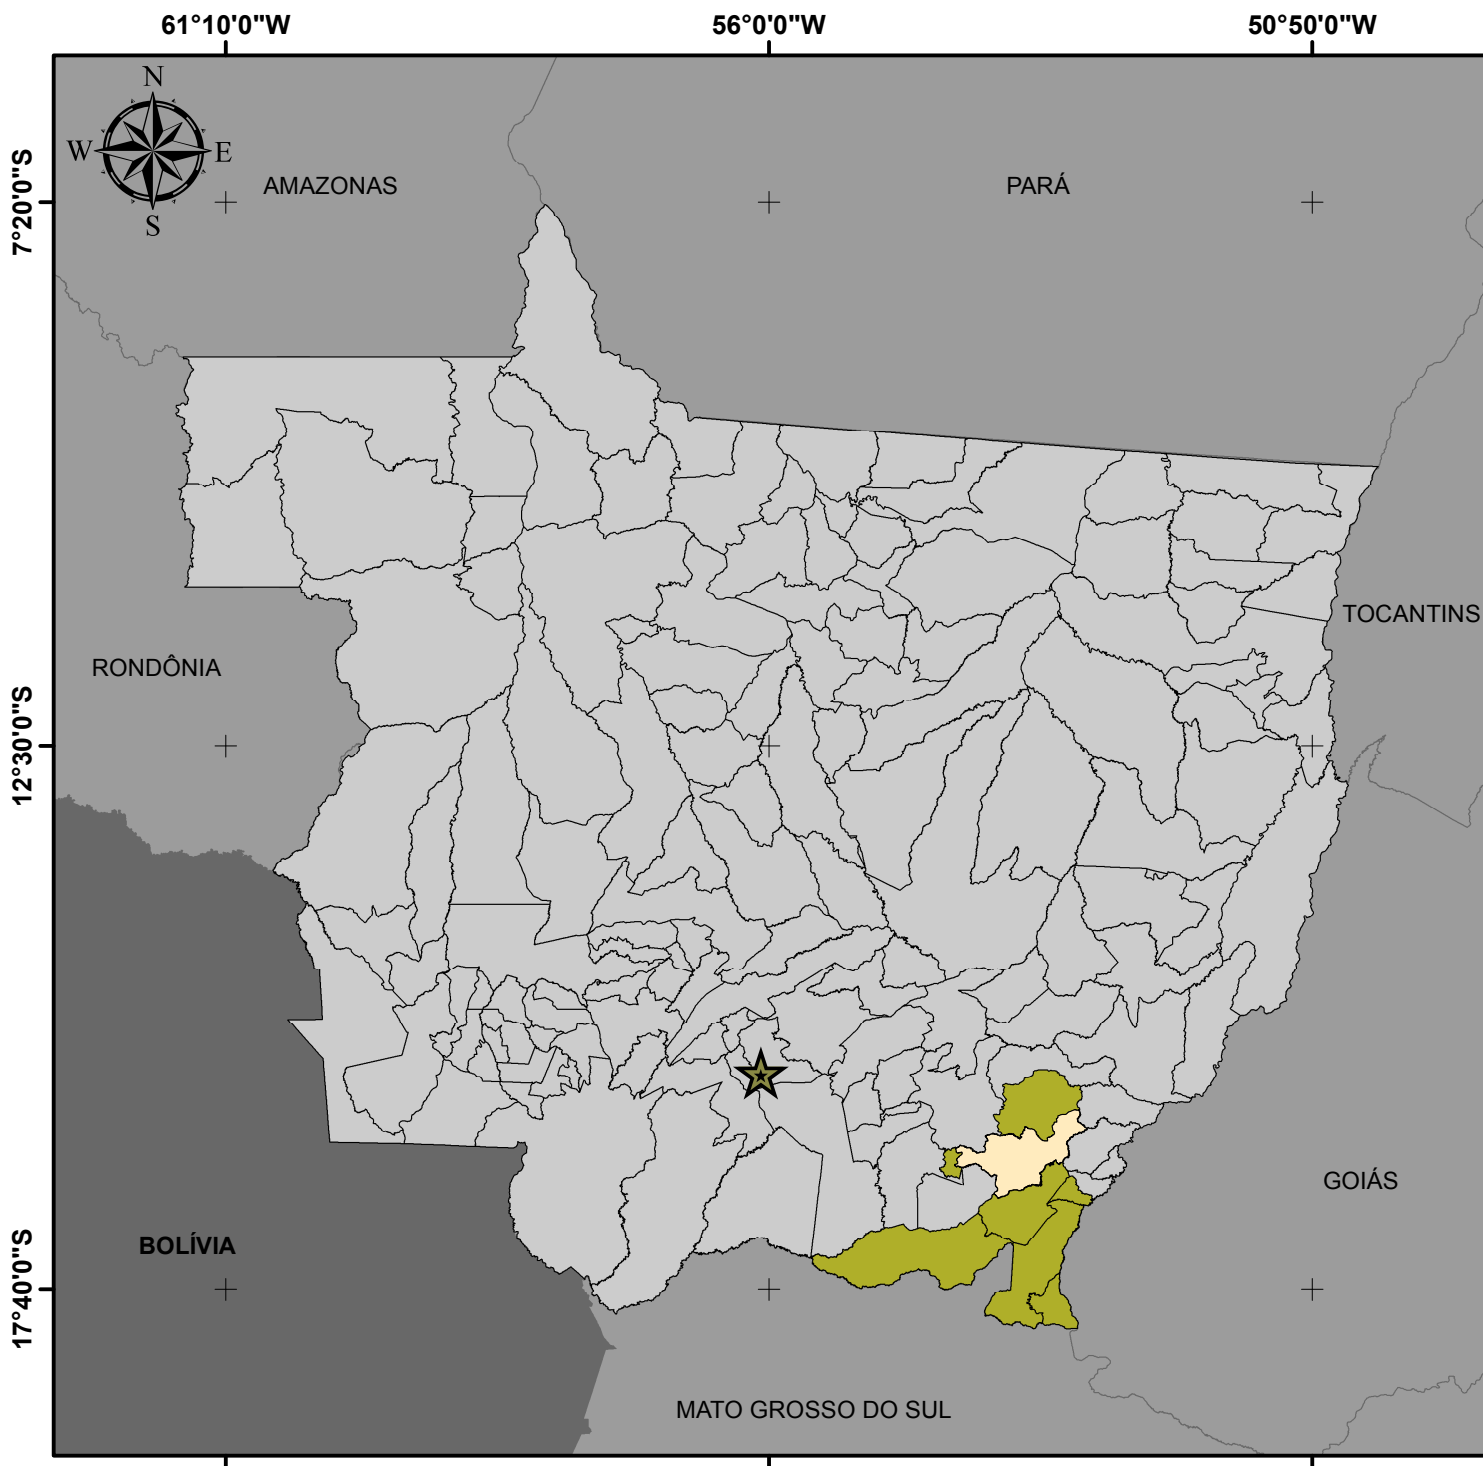 61°10'0"W
56°0'0"W
50°50'0"W
N
W
E
S
7°20'0"S
AMAZONAS
PARÁ
TOCANTINS
RONDÔNIA
12°30'0"S
GOIÁS
BOLÍVIA
17°40'0"S
MATO GROSSO DO SUL